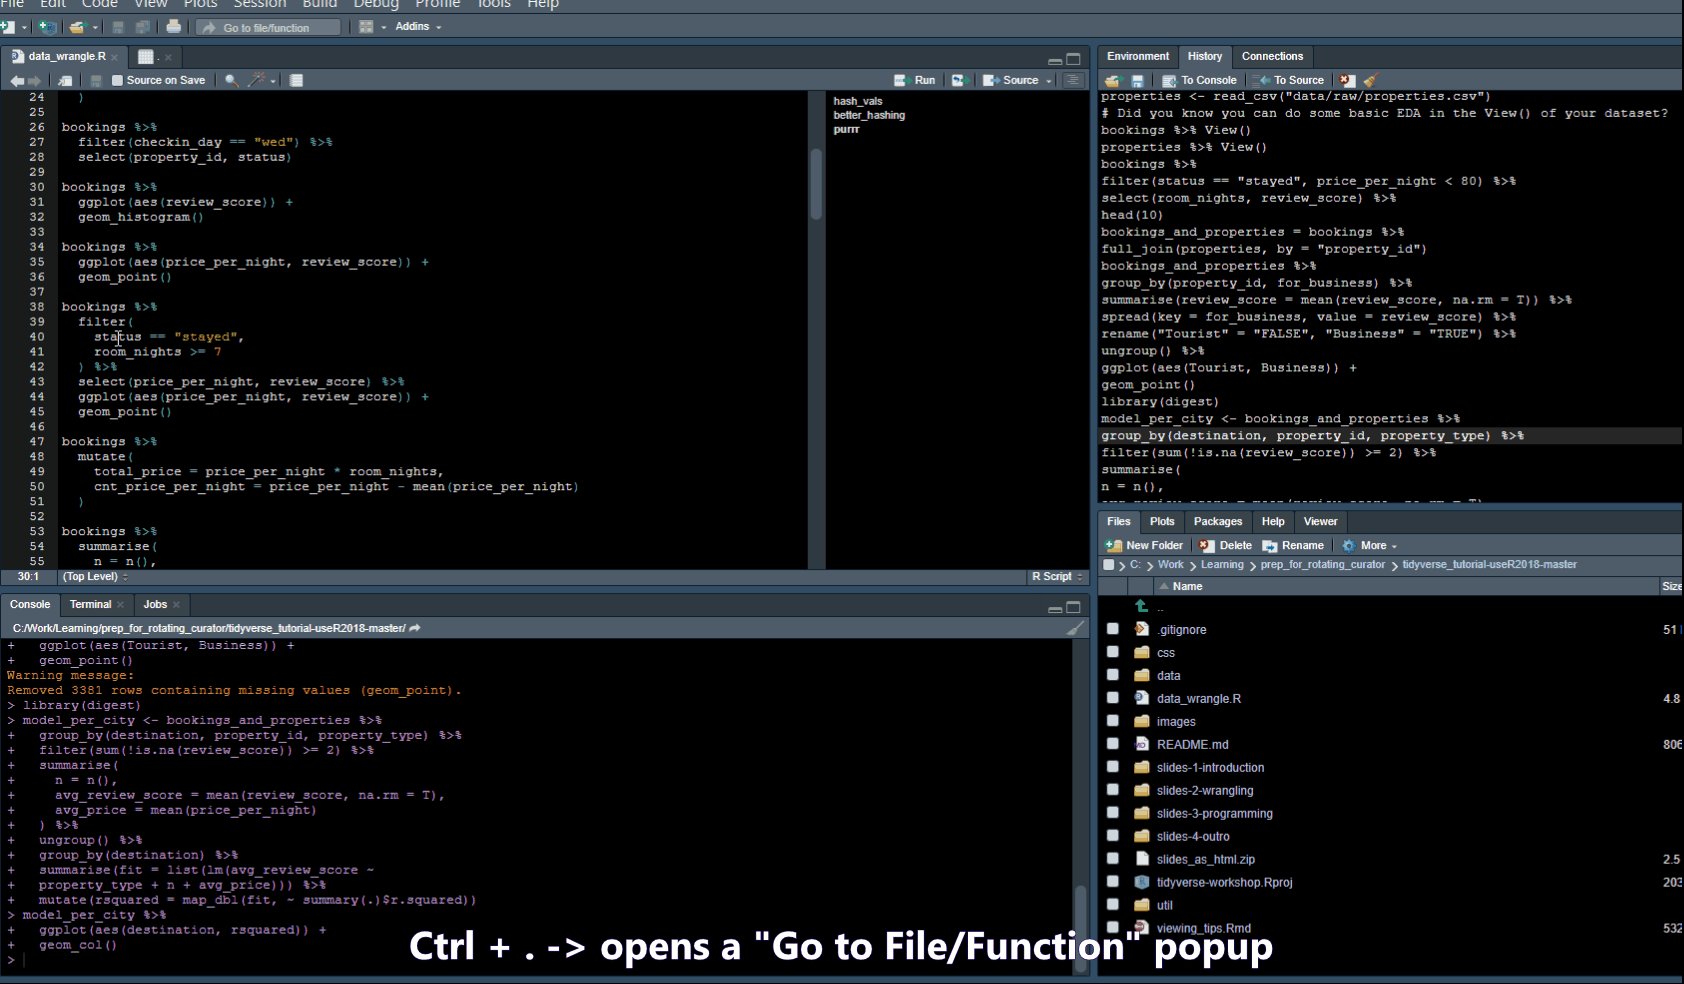 File Edit Code View Plots Session Build Debug Profile Tools Help
Go to file/function Addins
data_wrangle.R
Source on Save Run Source
24 )
25
26 bookings %>%
27 filter(checkin_day == "wed") %>%
28 select(property_id, status)
29
30 bookings %>%
31 ggplot(aes(review_score)) +
32 geom_histogram()
33
34 bookings %>%
35 ggplot(aes(price_per_night, review_score)) +
36 geom_point()
37
38 bookings %>%
39 filter(
40 status == "stayed",
41 room_nights >= 7
42 ) %>%
43 select(price_per_night, review_score) %>%
44 ggplot(aes(price_per_night, review_score)) +
45 geom_point()
46
47 bookings %>%
48 mutate(
49 total_price = price_per_night * room_nights,
50 cnt_price_per_night = price_per_night - mean(price_per_night)
51 )
52
53 bookings %>%
54 summarise(
55 n = n(),
hash_vals
better_hashing
purrr
30:1 (Top Level) R Script
Console Terminal Jobs
C:/Work/Learning/prep_for_rotating_curator/tidyverse_tutorial-useR2018-master/
+ ggplot(aes(Tourist, Business)) +
+ geom_point()
Warning message:
Removed 3381 rows containing missing values (geom_point).
> library(digest)
> model_per_city <- bookings_and_properties %>%
+ group_by(destination, property_id, property_type) %>%
+ filter(sum(!is.na(review_score)) >= 2) %>%
+ summarise(
+ n = n(),
+ avg_review_score = mean(review_score, na.rm = T),
+ avg_price = mean(price_per_night)
+ ) %>%
+ ungroup() %>%
+ group_by(destination) %>%
+ summarise(fit = list(lm(avg_review_score ~
+ property_type + n + avg_price))) %>%
+ mutate(rsquared = map_dbl(fit, ~ summary(.)$r.squared))
> model_per_city %>%
+ ggplot(aes(destination, rsquared)) +
+ geom_col()
>
Environment History Connections
To Console To Source
properties <- read_csv("data/raw/properties.csv")
# Did you know you can do some basic EDA in the View() of your dataset?
bookings %>% View()
properties %>% View()
bookings %>%
filter(status == "stayed", price_per_night < 80) %>%
select(room_nights, review_score) %>%
head(10)
bookings_and_properties = bookings %>%
full_join(properties, by = "property_id")
bookings_and_properties %>%
group_by(property_id, for_business) %>%
summarise(review_score = mean(review_score, na.rm = T)) %>%
spread(key = for_business, value = review_score) %>%
rename("Tourist" = "FALSE", "Business" = "TRUE") %>%
ungroup() %>%
ggplot(aes(Tourist, Business)) +
geom_point()
library(digest)
model_per_city <- bookings_and_properties %>%
group_by(destination, property_id, property_type) %>%
filter(sum(!is.na(review_score)) >= 2) %>%
summarise(
n = n(),
Files Plots Packages Help Viewer
New Folder Delete Rename More
C: > Work > Learning > prep_for_rotating_curator > tidyverse_tutorial-useR2018-master
Name Size
..
.gitignore 51
css
data
data_wrangle.R 4.8
images
README.md 806
slides-1-introduction
slides-2-wrangling
slides-3-programming
slides-4-outro
slides_as_html.zip 2.5
tidyverse-workshop.Rproj 203
util
viewing_tips.Rmd 532
Ctrl + . -> opens a "Go to File/Function" popup